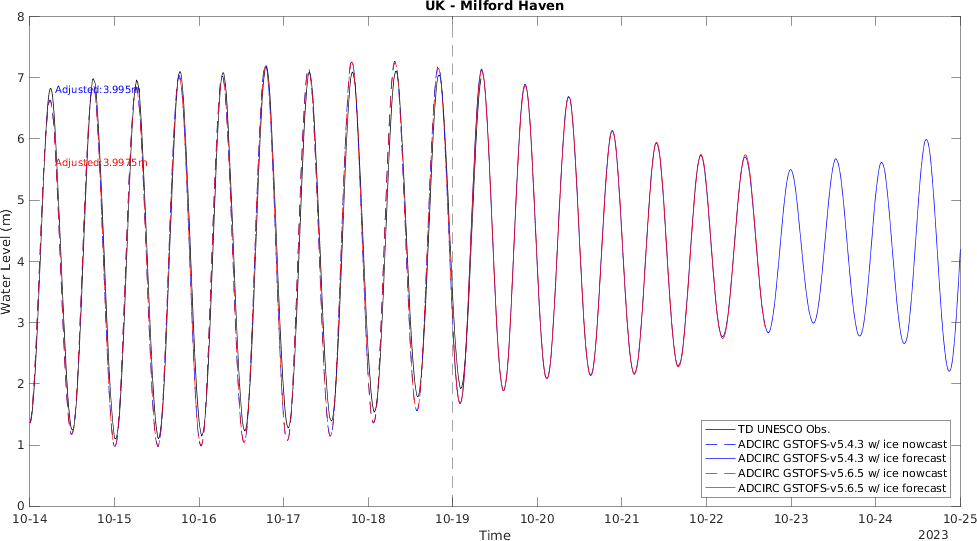 UK - Milford Haven
8
7
6
5
4
3
2
1
0
Water Level (m)
Adjusted:3.995m
Adjusted:3.9975m
TD UNESCO Obs.
ADCIRC GSTOFS-v5.4.3 w/ ice nowcast
ADCIRC GSTOFS-v5.4.3 w/ ice forecast
ADCIRC GSTOFS-v5.6.5 w/ ice nowcast
ADCIRC GSTOFS-v5.6.5 w/ ice forecast
10-14 10-15 10-16 10-17 10-18 10-19 10-20 10-21 10-22 10-23 10-24 10-25
Time
2023